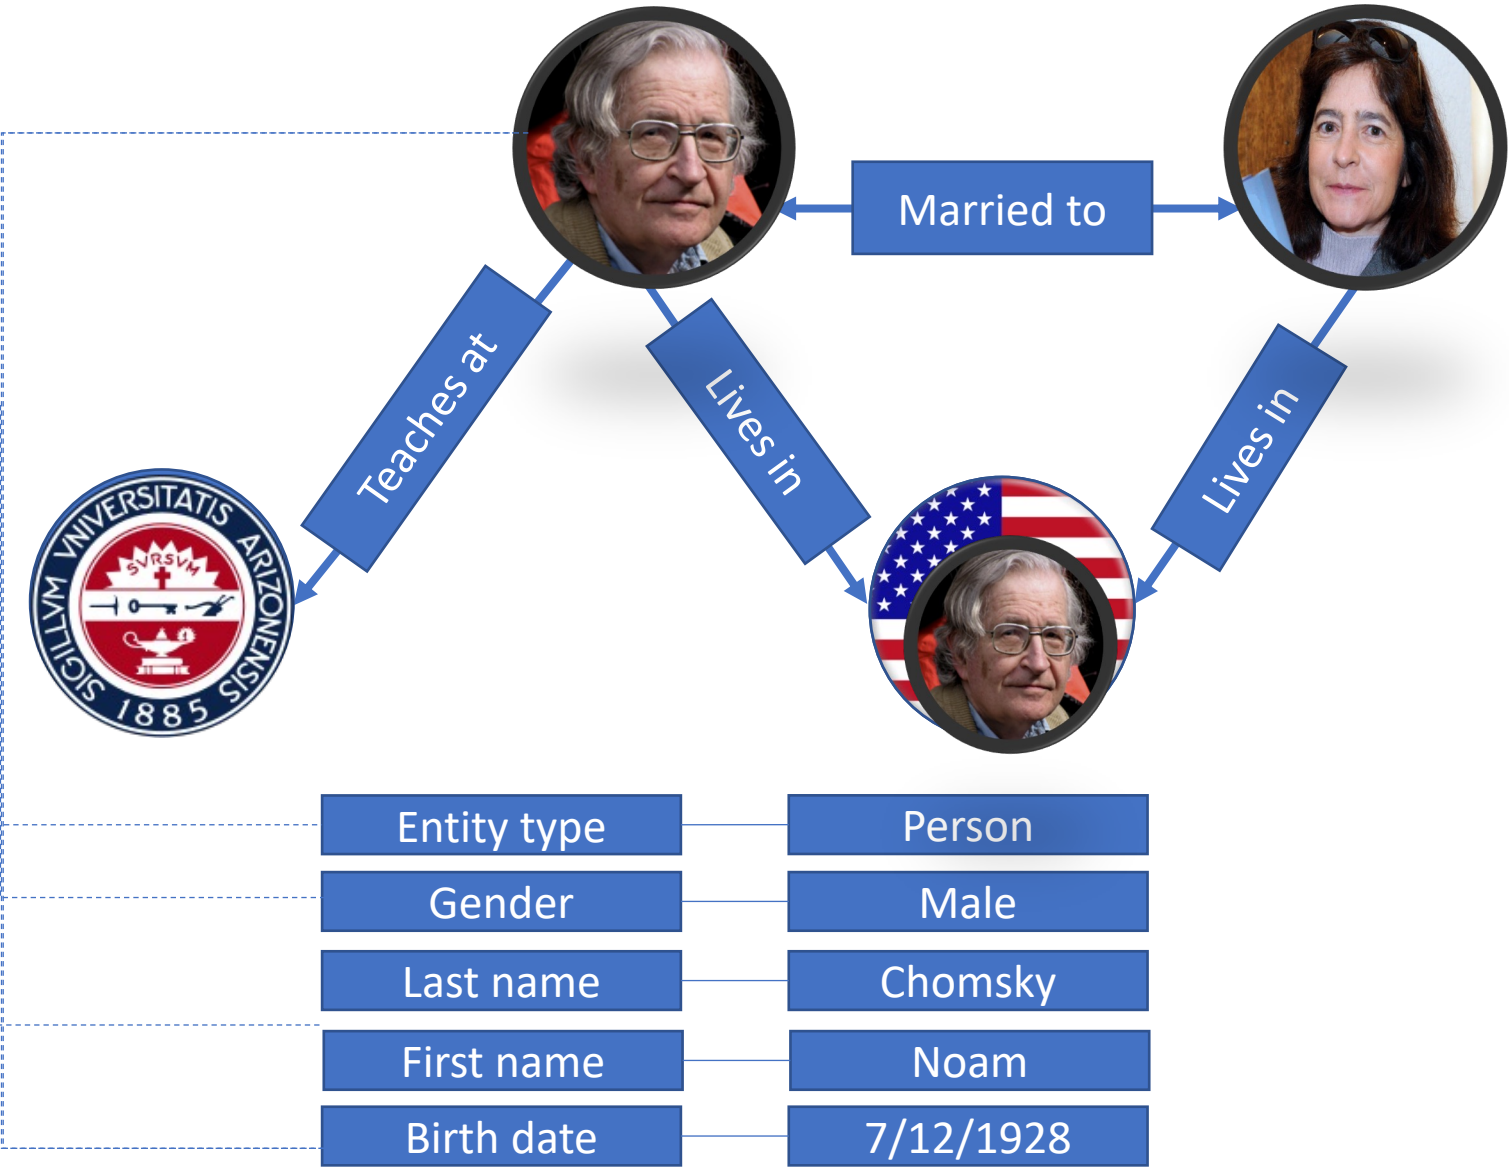 Married to
Teaches at
Lives in
Lives in
SIGILLVM VNIVERSITATIS ARIZONENSIS
SVRSVM
1885
Entity type
Person
Gender
Male
Last name
Chomsky
First name
Noam
Birth date
7/12/1928